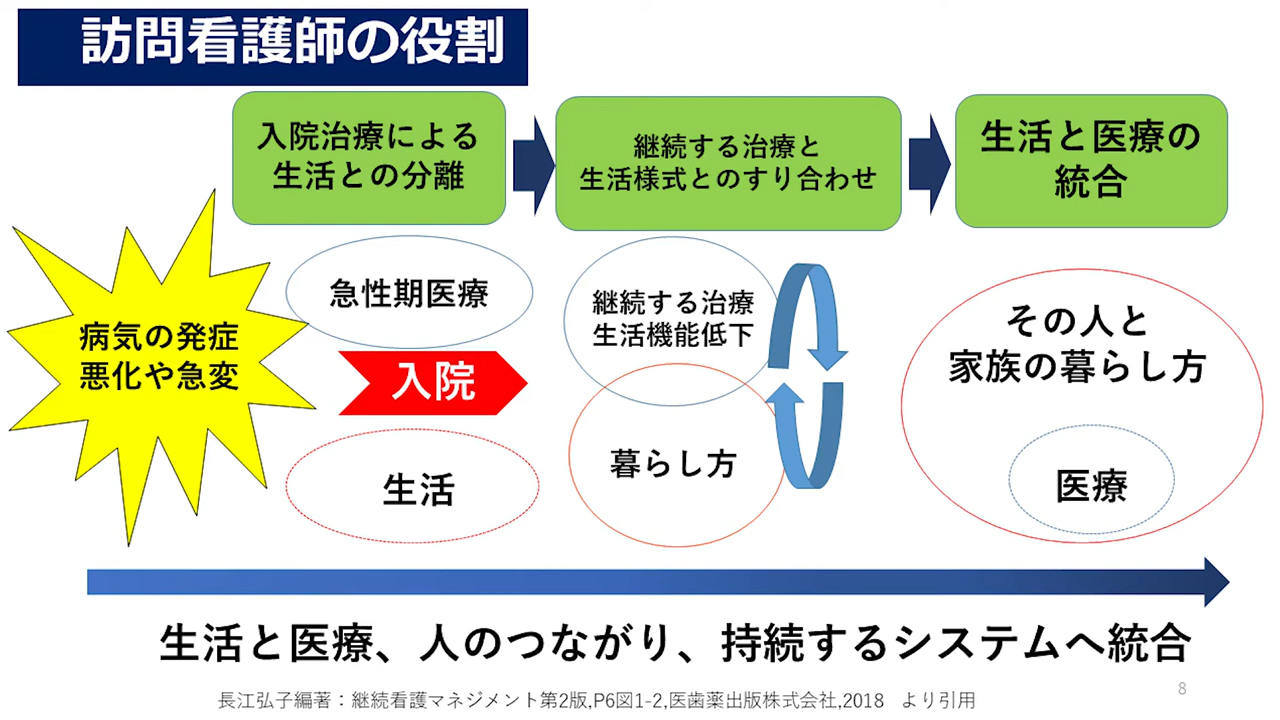 訪問看護師の役割
入院治療による
生活との分離
継続する治療と
生活様式とのすり合わせ
生活と医療の
統合
病気の発症
悪化や急変
急性期医療
入院
生活
継続する治療
生活機能低下
暮らし方
その人と
家族の暮らし方
医療
生活と医療、人のつながり、持続するシステムへ統合
長江弘子編著：継続看護マネジメント第2版,P6図1-2,医歯薬出版株式会社,2018　より引用
8